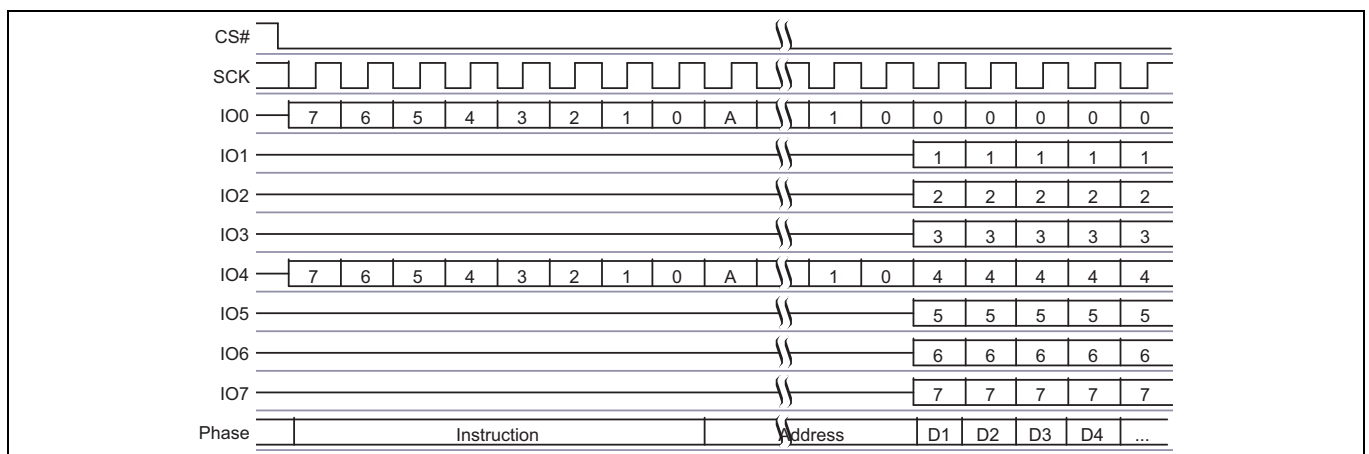 CS#
SCK
IO0 7 6 5 4 3 2 1 0 A 1 0 0 0 0 0 0
IO1 1 1 1 1 1
IO2 2 2 2 2 2
IO3 3 3 3 3 3
IO4 7 6 5 4 3 2 1 0 A 1 0 4 4 4 4 4
IO5 5 5 5 5 5
IO6 6 6 6 6 6
IO7 7 7 7 7 7
Phase Instruction Address D1 D2 D3 D4 ...